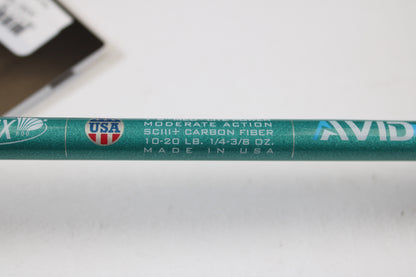 MODERATE ACTION
SCIII+ CARBON FIBER
10-20 LB. 1/4-3/8 OZ.
MADE IN USA
USA
AVID